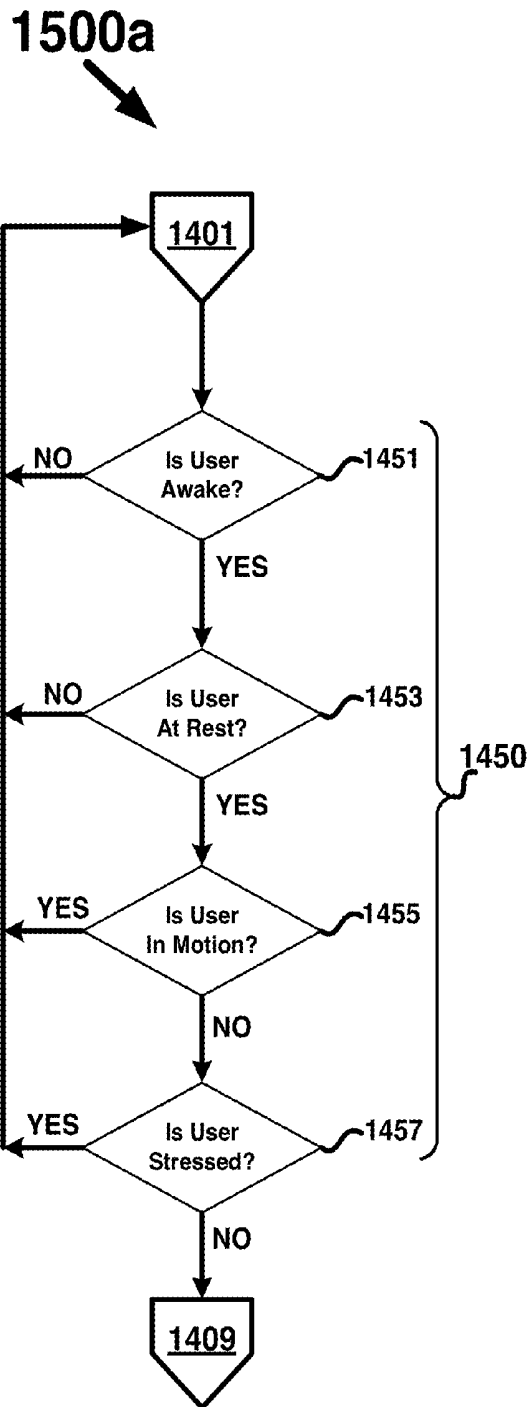 1500a
1401
NO
Is User
Awake?
1451
YES
NO
Is User
At Rest?
1453
1450
YES
YES
Is User
In Motion?
1455
NO
YES
Is User
Stressed?
1457
NO
1409